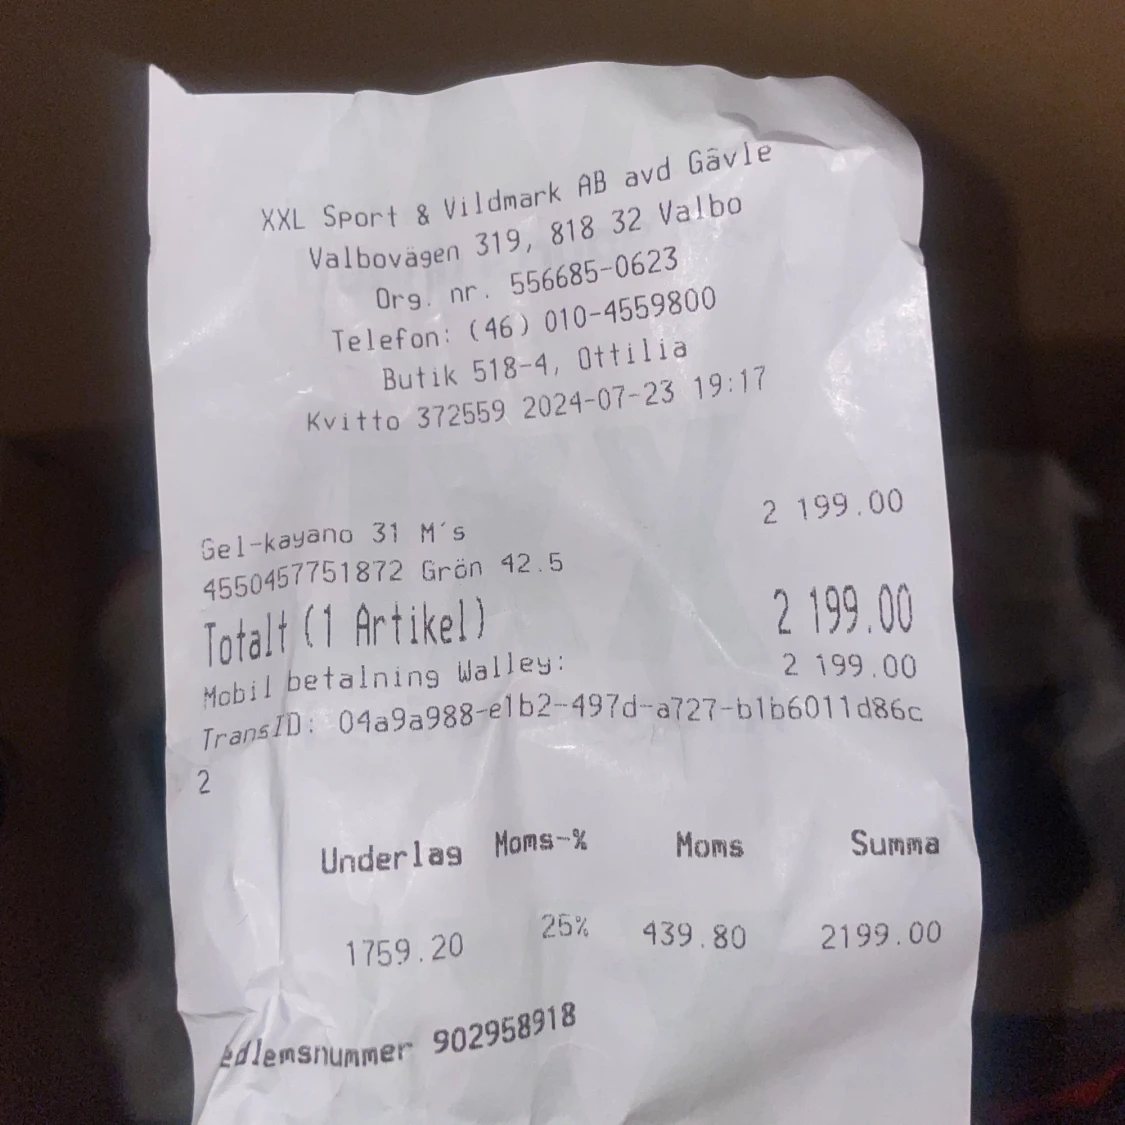 XXL Sport & Vildmark AB avd Gävle
Valbovägen 319, 818 32 Valbo
Org. nr. 556685-0623
Telefon: (46) 010-4559800
Butik 518-4, Ottilia
Kvitto 372559 2024-07-23 19:17
Gel-kayano 31 M´s 2 199.00
4550457751872 Grön 42.5
Totalt (1 Artikel) 2 199.00
Mobil betalning Walley: 2 199.00
TransID: 04a9a988-e1b2-497d-a727-b1b6011d86c
2
Underlag Moms-% Moms Summa
1759.20 25% 439.80 2199.00
edlemsnummer 902958918